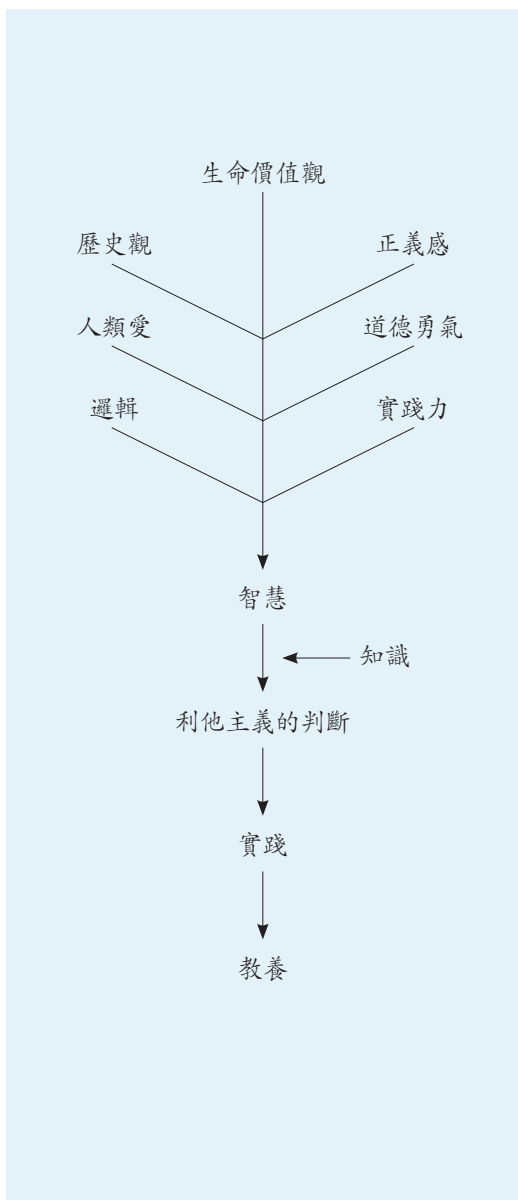 生命價值觀
歷史觀
正義感
人類愛
道德勇氣
邏輯
實踐力
智慧
知識
利他主義的判斷
實踐
教養